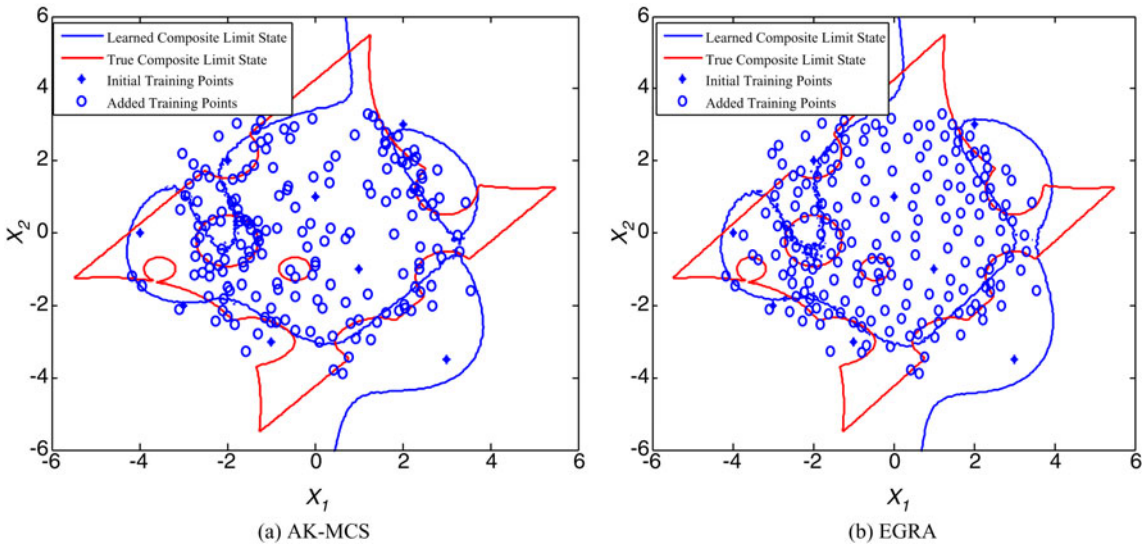 6
4
2
0
-2
-4
-6
X2
Learned Composite Limit State
True Composite Limit State
Initial Training Points
Added Training Points
-6 -4 -2 0 2 4 6
X1
(a) AK-MCS
6
4
2
0
-2
-4
-6
X2
Learned Composite Limit State
True Composite Limit State
Initial Training Points
Added Training Points
-6 -4 -2 0 2 4 6
X1
(b) EGRA